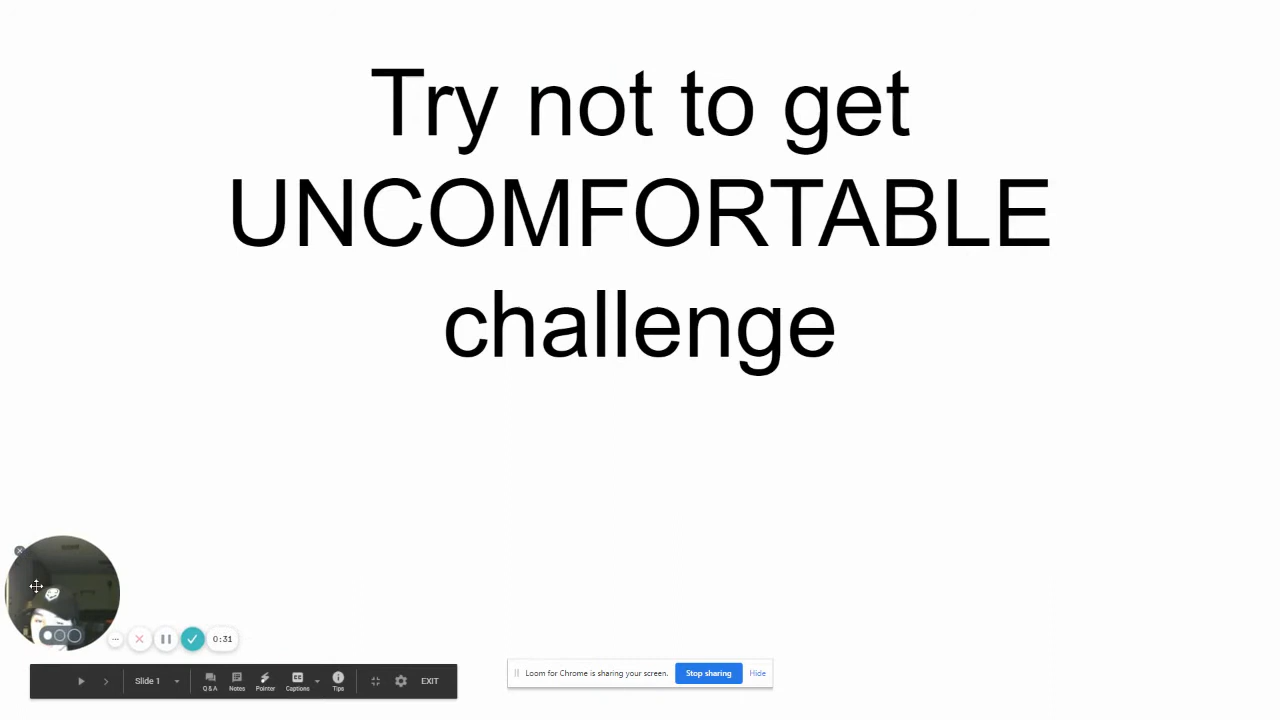 Try not to get
UNCOMFORTABLE
challenge
0:31
Slide 1
Q & A
Notes
Pointer
Captions
Tips
EXIT
Loom for Chrome is sharing your screen.
Stop sharing
Hide